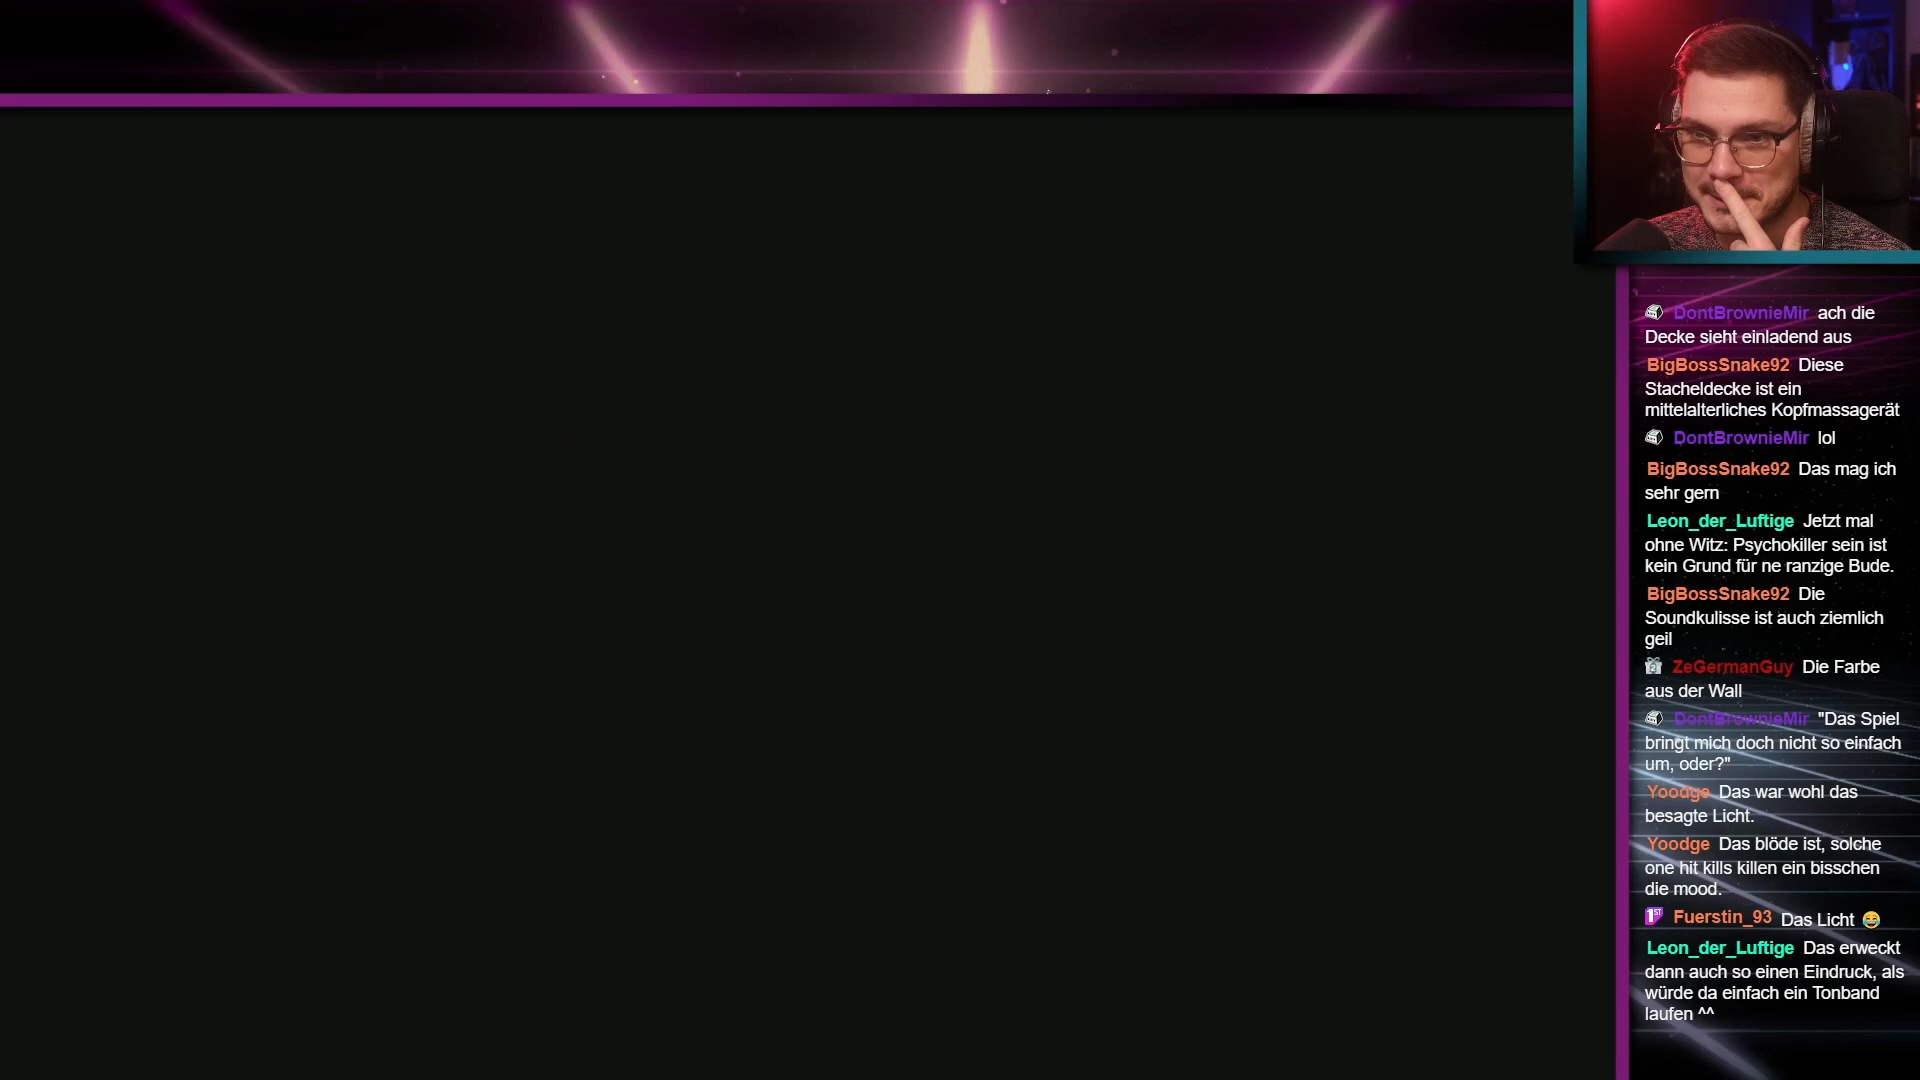 DontBrownieMir ach die
Decke sieht einladend aus
BigBossSnake92 Diese
Stacheldecke ist ein
mittelalterliches Kopfmassagerät
DontBrownieMir lol
BigBossSnake92 Das mag ich
sehr gern
Leon_der_Luftige Jetzt mal
ohne Witz: Psychokiller sein ist
kein Grund für ne ranzige Bude.
BigBossSnake92 Die
Soundkulisse ist auch ziemlich
geil
ZeGermanGuy Die Farbe
aus der Wall
DontBrownieMir "Das Spiel
bringt mich doch nicht so einfach
um, oder?"
Yoodge Das war wohl das
besagte Licht.
Yoodge Das blöde ist, solche
one hit kills killen ein bisschen
die mood.
1ST Fuerstin_93 Das Licht 😂
Leon_der_Luftige Das erweckt
dann auch so einen Eindruck, als
würde da einfach ein Tonband
laufen ^^